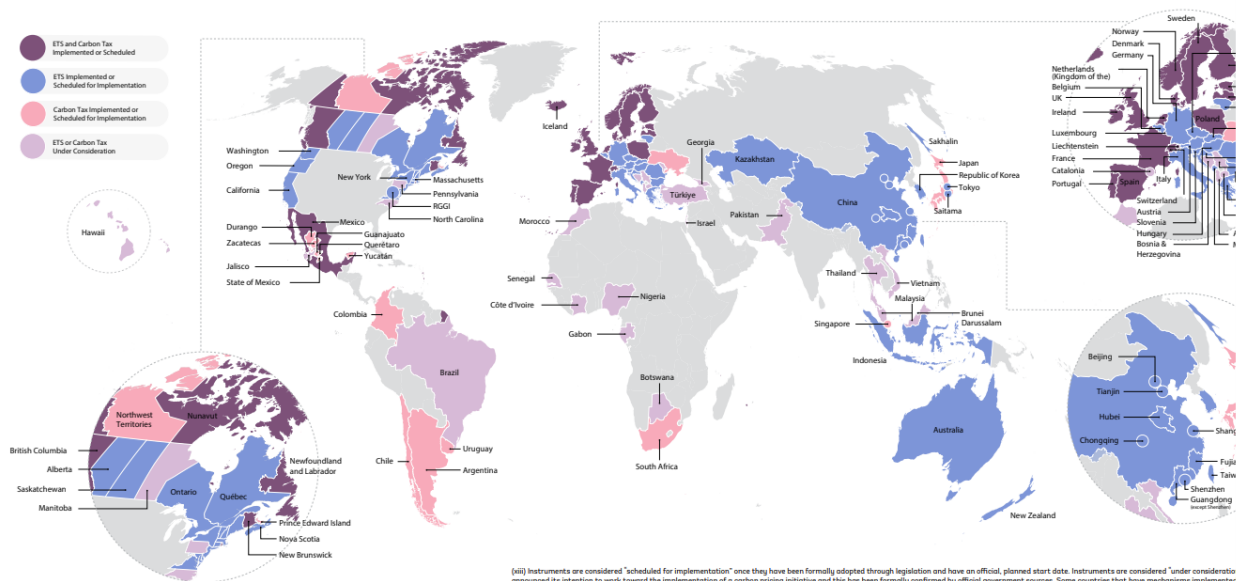 ETS and Carbon Tax
Implemented or Scheduled
ETS Implemented or
Scheduled for Implementation
Carbon Tax Implemented or
Scheduled for Implementation
ETS or Carbon Tax
Under Consideration
Hawaii
Washington
Oregon
California
New York
Massachusetts
Pennsylvania
RGGI
North Carolina
Mexico
Durango
Guanajuato
Zacatecas
Querétaro
Yucatán
Jalisco
State of Mexico
Iceland
Georgia
Türkiye
Morocco
Israel
Pakistan
Kazakhstan
China
Sakhalin
Japan
Republic of Korea
Tokyo
Saitama
Senegal
Côte d'Ivoire
Nigeria
Gabon
Botswana
South Africa
Thailand
Vietnam
Malaysia
Brunei
Darussalam
Singapore
Indonesia
Australia
New Zealand
Colombia
Brazil
Uruguay
Chile
Argentina
Northwest
Territories
Nunavut
British Columbia
Alberta
Saskatchewan
Manitoba
Ontario
Québec
Newfoundland
and Labrador
Prince Edward Island
Nova Scotia
New Brunswick
Sweden
Norway
Denmark
Germany
Netherlands
(Kingdom of the)
Belgium
UK
Ireland
Poland
Luxembourg
Liechtenstein
France
Catalonia
Portugal
Spain
Italy
Switzerland
Austria
Slovenia
Hungary
Bosnia &
Herzegovina
Beijing
Tianjin
Hubei
Chongqing
Shang
Fujia
Taiw
Shenzhen
Guangdong
(except Shenzhen)
(xiii) Instruments are considered "scheduled for implementation" once they have been formally adopted through legislation and have an official, planned start date. Instruments are considered "under consideratio
announced its intention to work toward the implementation of a carbon pricing initiative and this has been formally confirmed by official government sources. Some countries that have mechanisms implemente